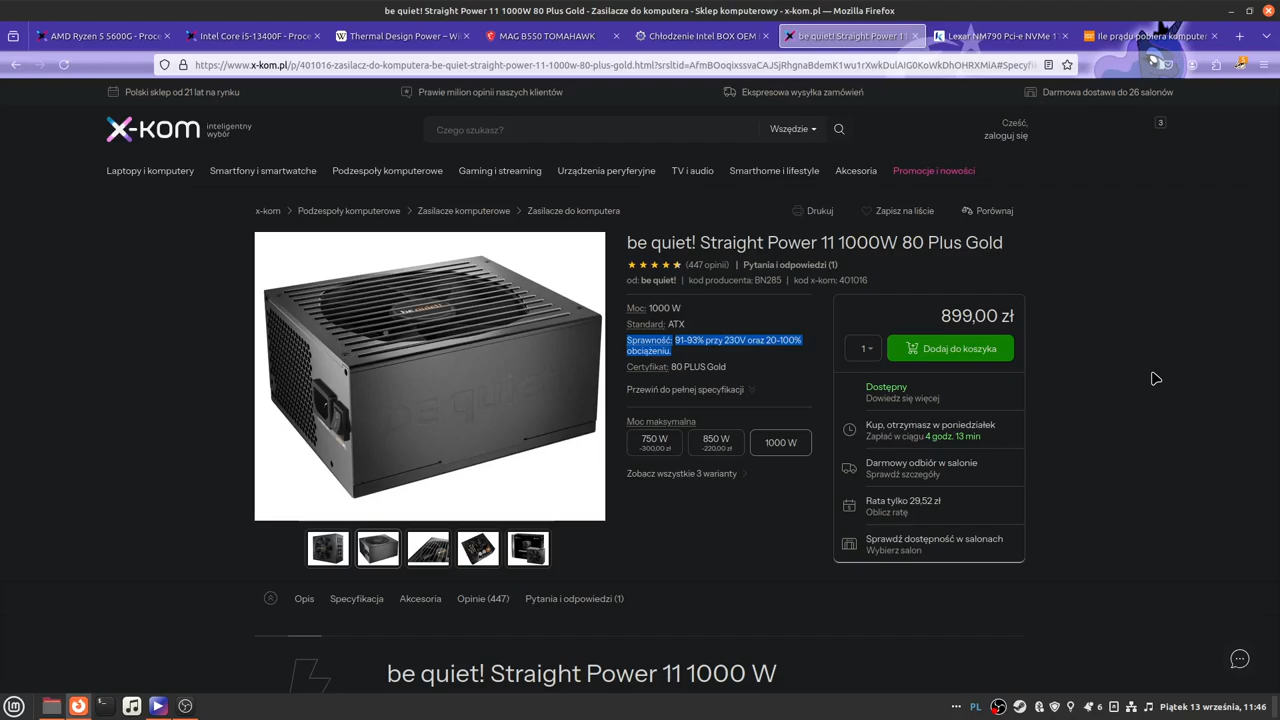 be quiet! Straight Power 11 1000W 80 Plus Gold - Zasilacze do komputera - Sklep komputerowy - x-kom.pl — Mozilla Firefox
AMD Ryzen 5 5600G - Proces
Intel Core i5-13400F - Proce
Thermal Design Power – Wi
MAG B550 TOMAHAWK
Chłodzenie Intel BOX OEM
be quiet! Straight Power 11
Lexar NM790 Pci-e NVME 1
Ile prądu pobiera komputer
https://www.x-kom.pl/p/401016-zasilacz-do-komputera-be-quiet-straight-power-11-1000w-80-plus-gold.html?srsltid=AfmBOoqixssvaCAJSjRhgnaBdemK1wu1rXwkDulAIG0KoWkDhOHRXMiA#Specyfi
Polski sklep od 21 lat na rynku
Prawie milion opinii naszych klientów
Ekspresowa wysyłka zamówień
Darmowa dostawa do 26 salonów
x-kom
inteligentny
wybór
Czego szukasz?
Wszędzie
Cześć,
zaloguj się
3
Laptopy i komputery
Smartfony i smartwatche
Podzespoły komputerowe
Gaming i streaming
Urządzenia peryferyjne
TV i audio
Smarthome i lifestyle
Akcesoria
Promocje i nowości
x-kom
Podzespoły komputerowe
Zasilacze komputerowe
Zasilacze do komputera
Drukuj
Zapisz na liście
Porównaj
be quiet! Straight Power 11 1000W 80 Plus Gold
(447 opinii) | Pytania i odpowiedzi (1)
od: be quiet! | kod producenta: BN285 | kod x-kom: 401016
Moc: 1000 W
Standard: ATX
Sprawność: 91-93% przy 230V oraz 20-100%
obciążeniu.
Certyfikat: 80 PLUS Gold
Przewiń do pełnej specyfikacji
Moc maksymalna
750 W
-300,00 zł
850 W
-220,00 zł
1000 W
Zobacz wszystkie 3 warianty
899,00 zł
1
Dodaj do koszyka
Dostępny
Dowiedz się więcej
Kup, otrzymasz w poniedziałek
Zapłać w ciągu 4 godz. 13 min
Darmowy odbiór w salonie
Sprawdź szczegóły
Rata tylko 29,52 zł
Oblicz ratę
Sprawdź dostępność w salonach
Wybierz salon
be quiet!
be quiet!
Opis
Specyfikacja
Akcesoria
Opinie (447)
Pytania i odpowiedzi (1)
be quiet! Straight Power 11 1000 W
PL
6
Piątek 13 września, 11:46